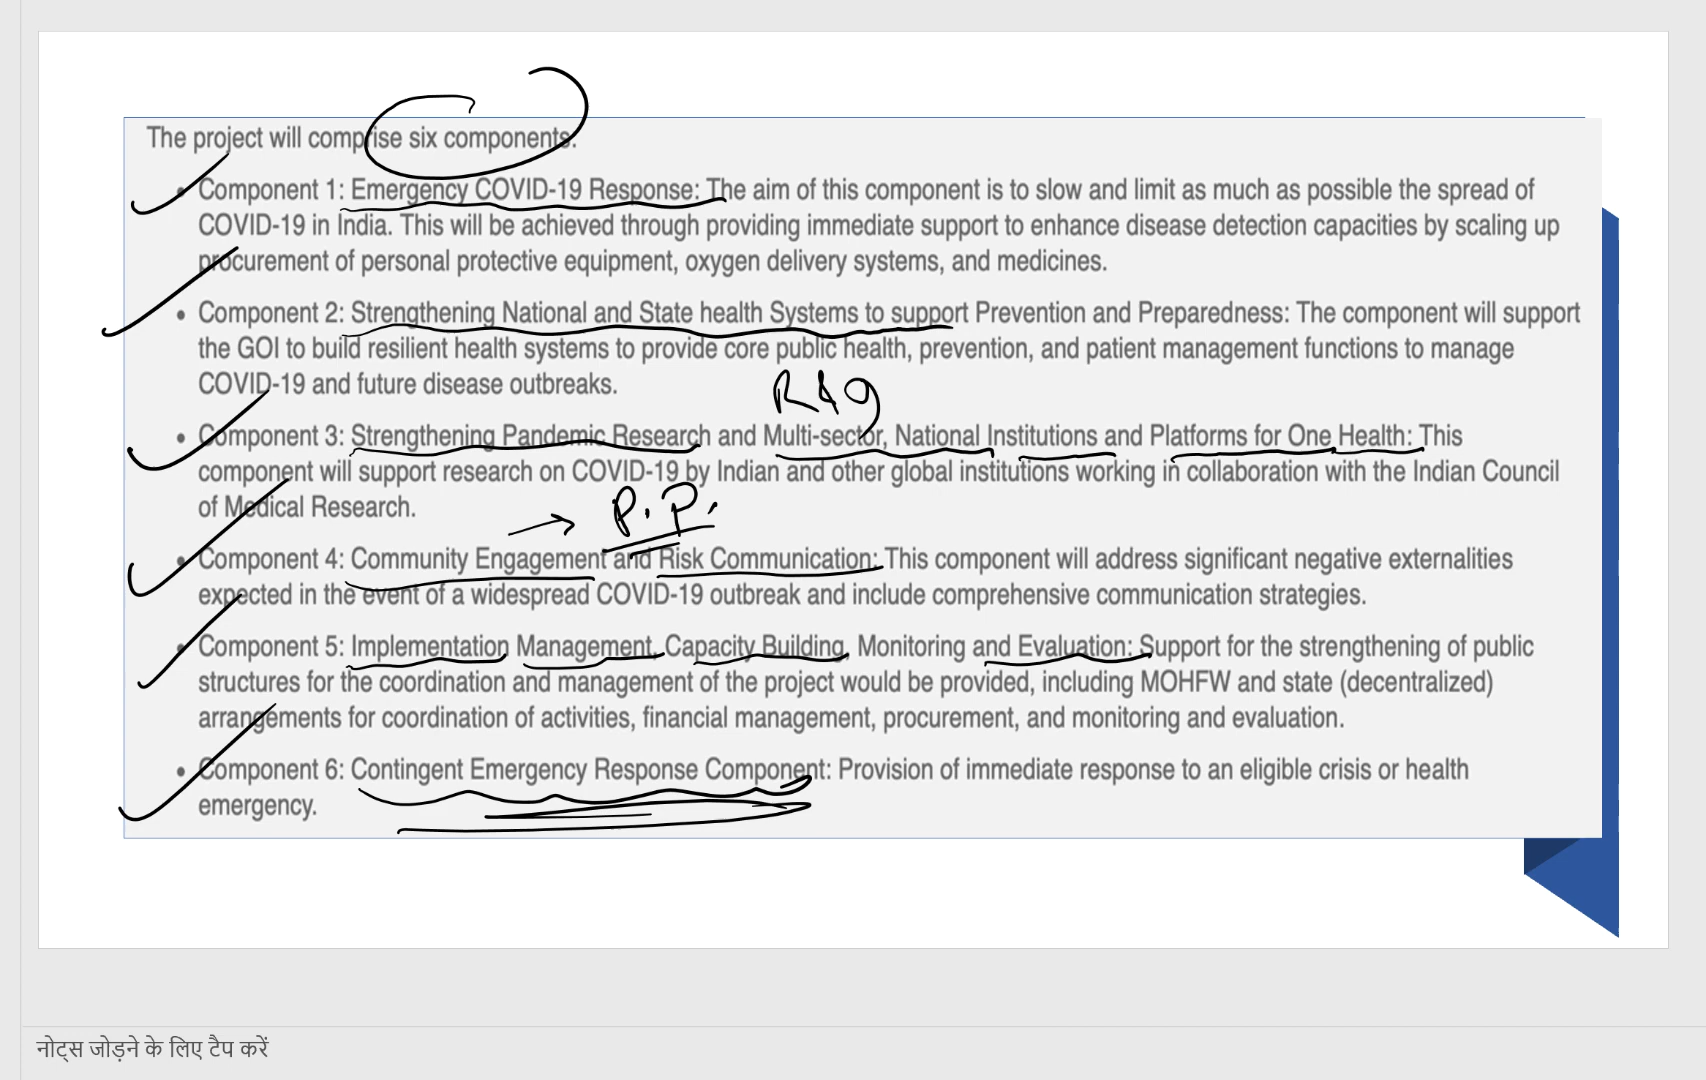 The project will comprise six components:
• Component 1: Emergency COVID-19 Response: The aim of this component is to slow and limit as much as possible the spread of
COVID-19 in India. This will be achieved through providing immediate support to enhance disease detection capacities by scaling up
procurement of personal protective equipment, oxygen delivery systems, and medicines.
• Component 2: Strengthening National and State health Systems to support Prevention and Preparedness: The component will support
the GOI to build resilient health systems to provide core public health, prevention, and patient management functions to manage
COVID-19 and future disease outbreaks.
R&D
• Component 3: Strengthening Pandemic Research and Multi-sector, National Institutions and Platforms for One Health: This
component will support research on COVID-19 by Indian and other global institutions working in collaboration with the Indian Council
of Medical Research.
→ P.P.
• Component 4: Community Engagement and Risk Communication: This component will address significant negative externalities
expected in the event of a widespread COVID-19 outbreak and include comprehensive communication strategies.
• Component 5: Implementation Management, Capacity Building, Monitoring and Evaluation: Support for the strengthening of public
structures for the coordination and management of the project would be provided, including MOHFW and state (decentralized)
arrangements for coordination of activities, financial management, procurement, and monitoring and evaluation.
• Component 6: Contingent Emergency Response Component: Provision of immediate response to an eligible crisis or health
emergency.
नोट्स जोड़ने के लिए टैप करें